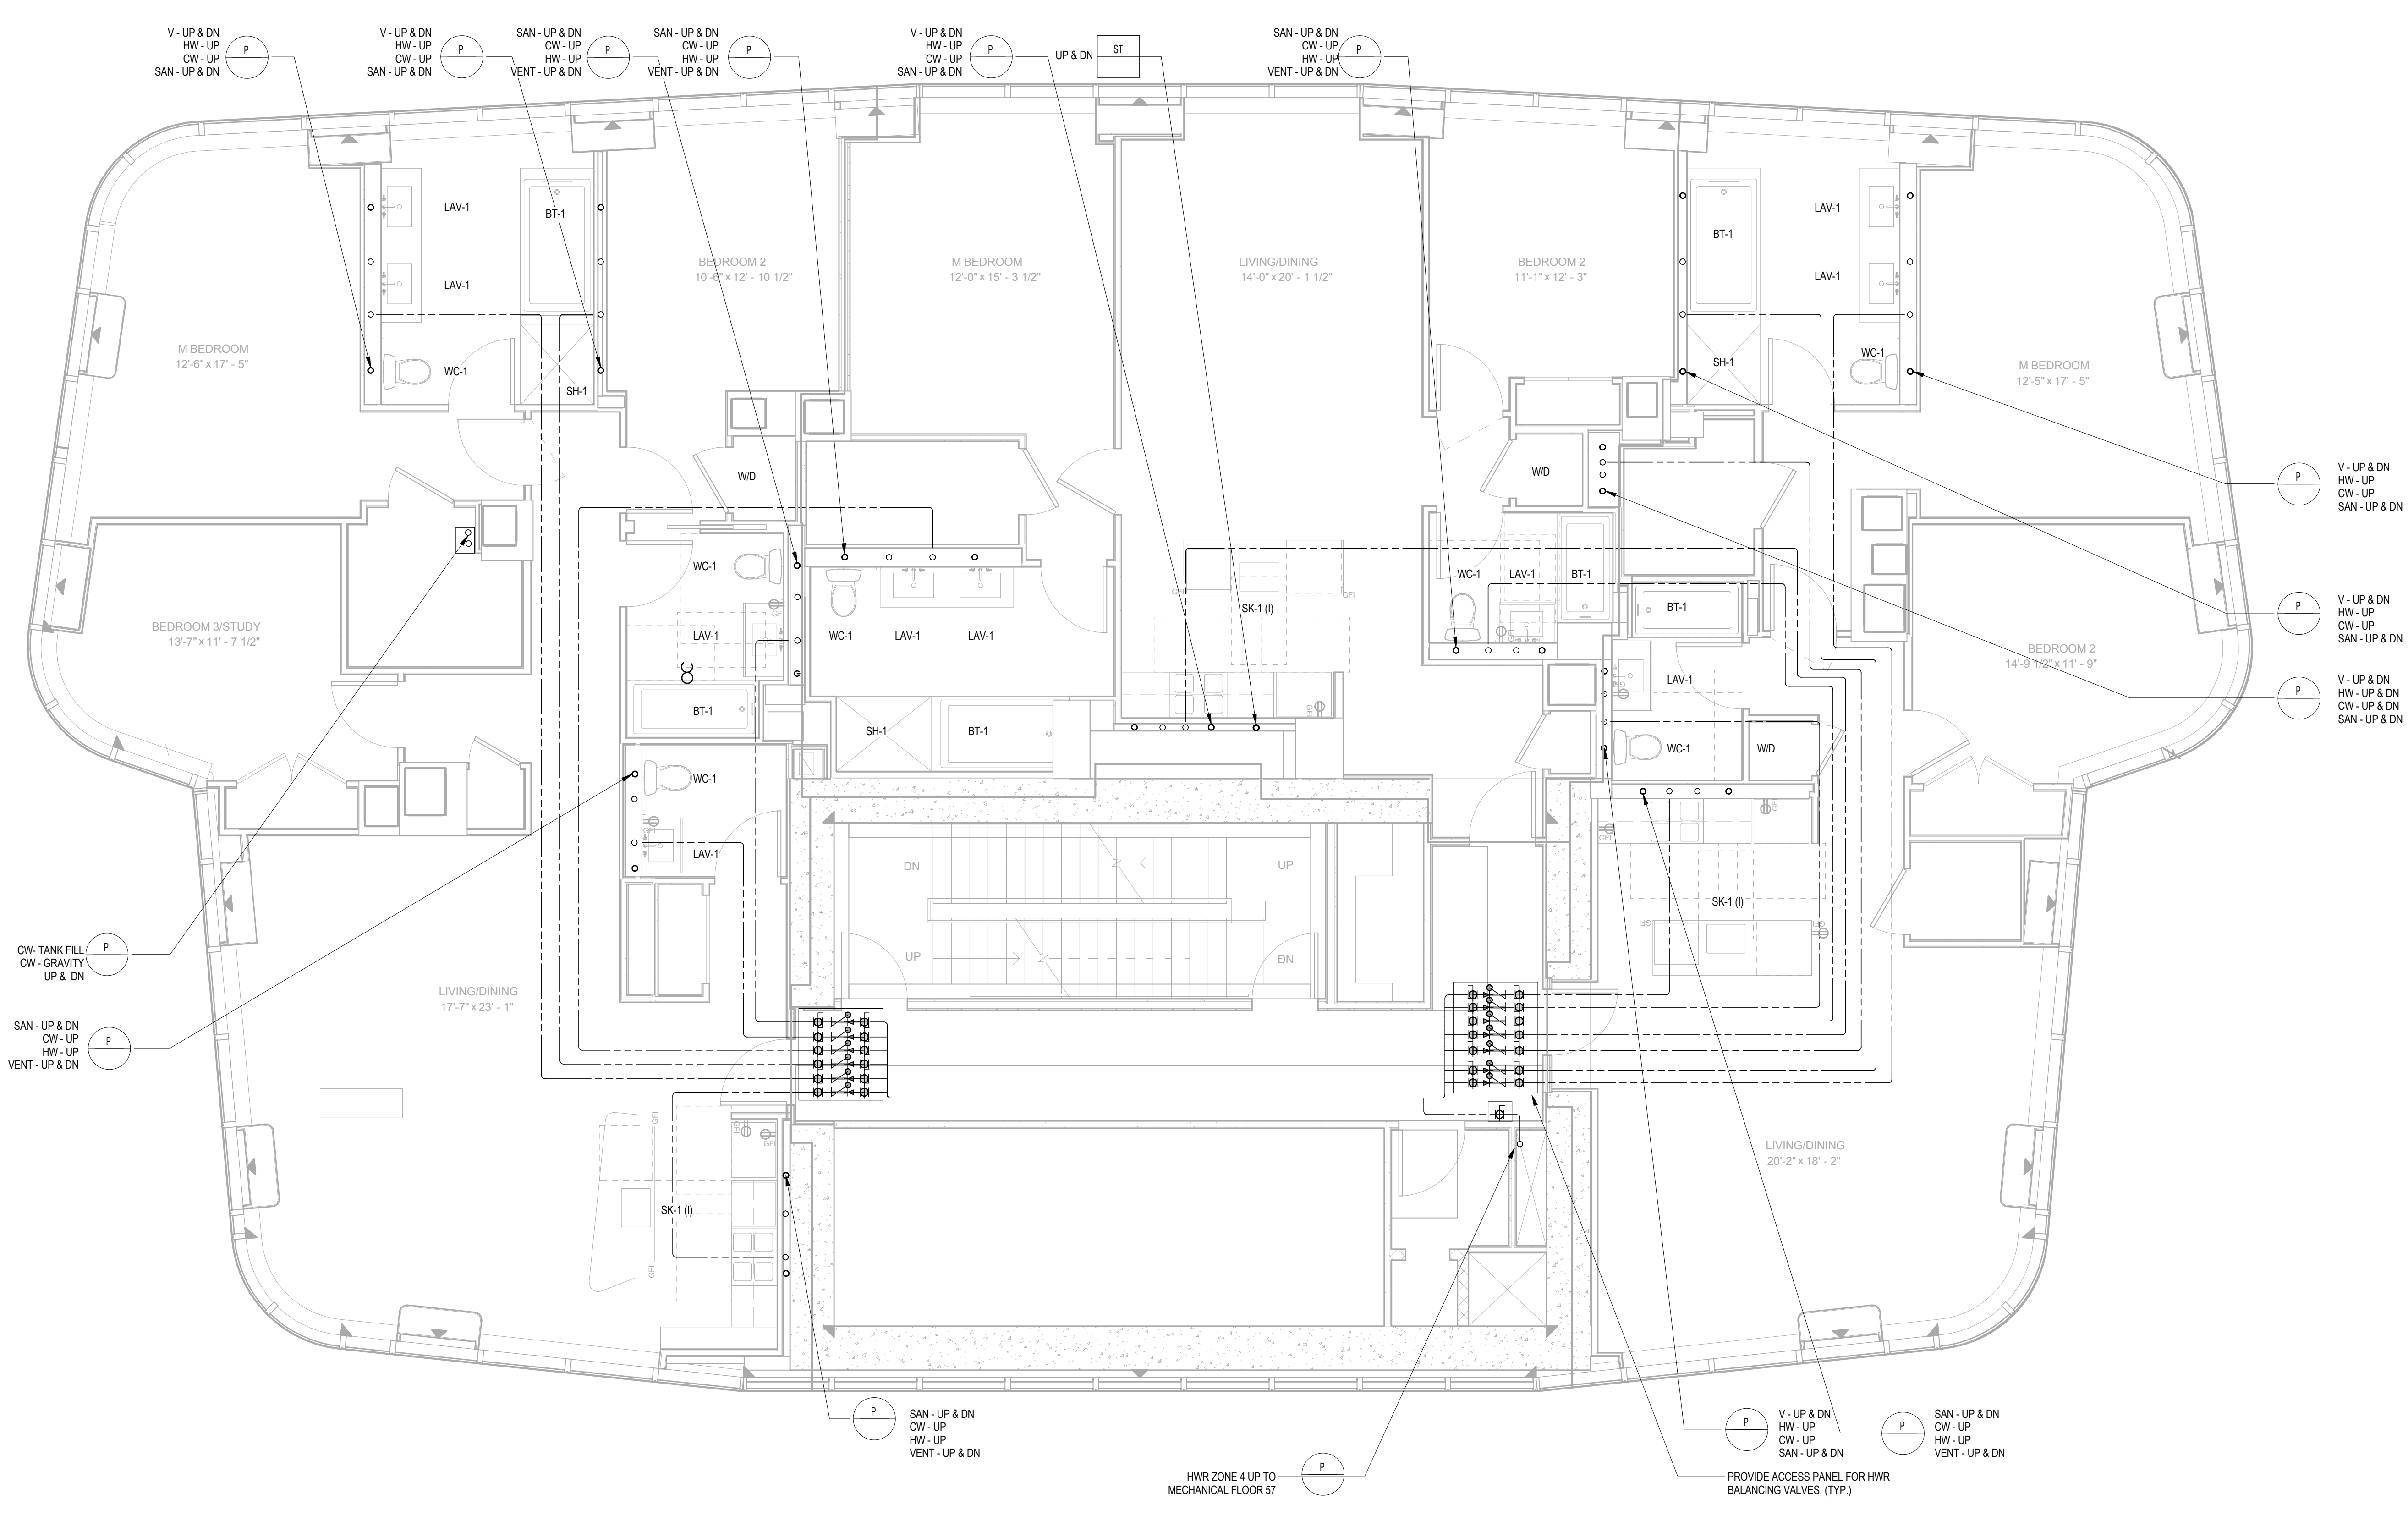 V - UP & DN
HW - UP
CW - UP
SAN - UP & DN
P
V - UP & DN
HW - UP
CW - UP
SAN - UP & DN
P
SAN - UP & DN
CW - UP
HW - UP
VENT - UP & DN
P
SAN - UP & DN
CW - UP
HW - UP
VENT - UP & DN
P
V - UP & DN
HW - UP
CW - UP
SAN - UP & DN
P
UP & DN
ST
SAN - UP & DN
CW - UP
HW - UP
VENT - UP & DN
P
LAV-1
BT-1
LAV-1
WC-1
SH-1
M BEDROOM
12'-6" x 17' - 5"
BEDROOM 2
10'-6" x 12' - 10 1/2"
M BEDROOM
12'-0" x 15' - 3 1/2"
LIVING/DINING
14'-0" x 20' - 1 1/2"
BEDROOM 2
11'-1" x 12' - 3"
LAV-1
BT-1
LAV-1
WC-1
SH-1
M BEDROOM
12'-5" x 17' - 5"
P
V - UP & DN
HW - UP
CW - UP
SAN - UP & DN
W/D
W/D
WC-1
GFI
LAV-1
BT-1
WC-1
LAV-1
LAV-1
SH-1
BT-1
SK-1 (I)
GFI
GFI
WC-1
LAV-1
BT-1
BT-1
LAV-1
GFI
WC-1
W/D
P
V - UP & DN
HW - UP
CW - UP
SAN - UP & DN
BEDROOM 3/STUDY
13'-7" x 11' - 7 1/2"
BEDROOM 2
14'-9 1/2" x 11' - 9"
P
V - UP & DN
HW - UP & DN
CW - UP & DN
SAN - UP & DN
WC-1
GFI
LAV-1
DN
UP
UP
DN
GFI
GFI
SK-1 (I)
GFI
GFI
CW- TANK FILL
CW - GRAVITY
UP & DN
P
LIVING/DINING
17'-7" x 23' - 1"
SAN - UP & DN
CW - UP
HW - UP
VENT - UP & DN
P
GFI
GFI
GFI
SK-1 (I)
GFI
LIVING/DINING
20'-2" x 18' - 2"
P
SAN - UP & DN
CW - UP
HW - UP
VENT - UP & DN
P
V - UP & DN
HW - UP
CW - UP
SAN - UP & DN
P
SAN - UP & DN
CW - UP
HW - UP
VENT - UP & DN
HWR ZONE 4 UP TO
MECHANICAL FLOOR 57
P
PROVIDE ACCESS PANEL FOR HWR
BALANCING VALVES. (TYP.)